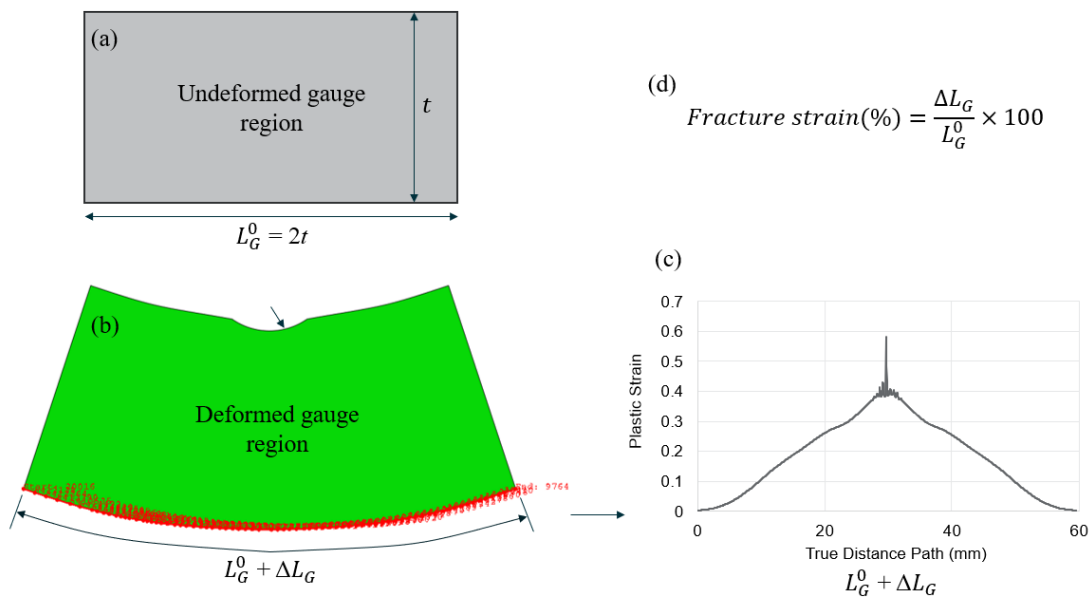 (a)
Undeformed gauge
region
t
L_G^0 = 2t
(b)
Deformed gauge
region
9764
L_G^0 + ΔL_G
(d)
Fracture strain(%) = ΔL_G / L_G^0 × 100
(c)
Plastic Strain
0.7
0.6
0.5
0.4
0.3
0.2
0.1
0
0
20
40
60
True Distance Path (mm)
L_G^0 + ΔL_G